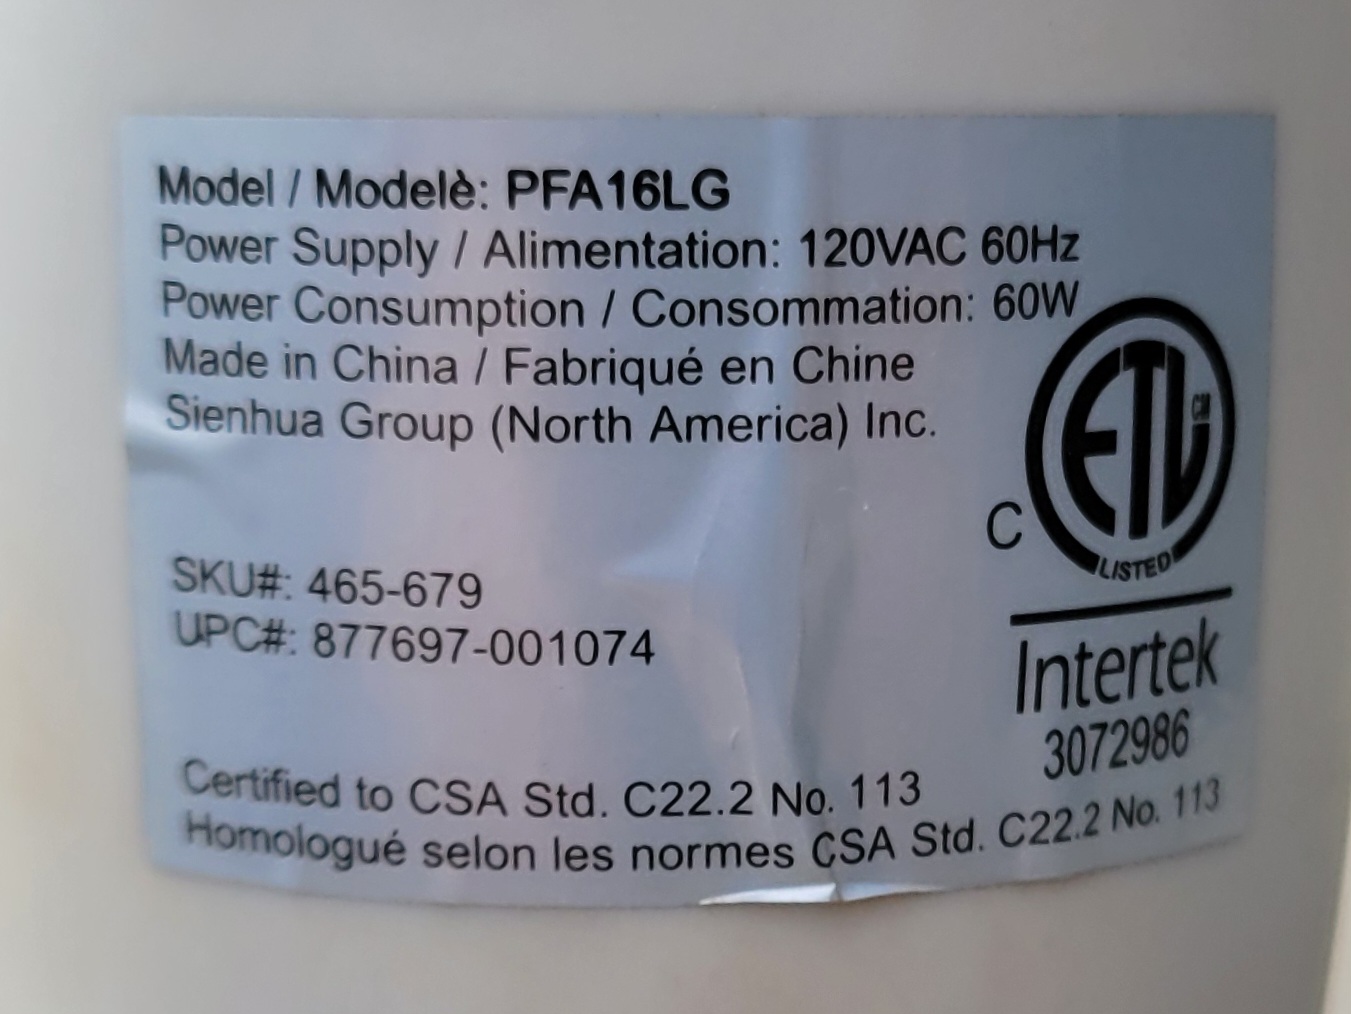 Model / Modelè: PFA16LG
Power Supply / Alimentation: 120VAC 60Hz
Power Consumption / Consommation: 60W
Made in China / Fabriqué en Chine
Sienhua Group (North America) Inc.
SKU#: 465-679
UPC#: 877697-001074
C
ETL CM
LISTED
Intertek
3072986
Certified to CSA Std. C22.2 No. 113
Homologué selon les normes CSA Std. C22.2 No. 113